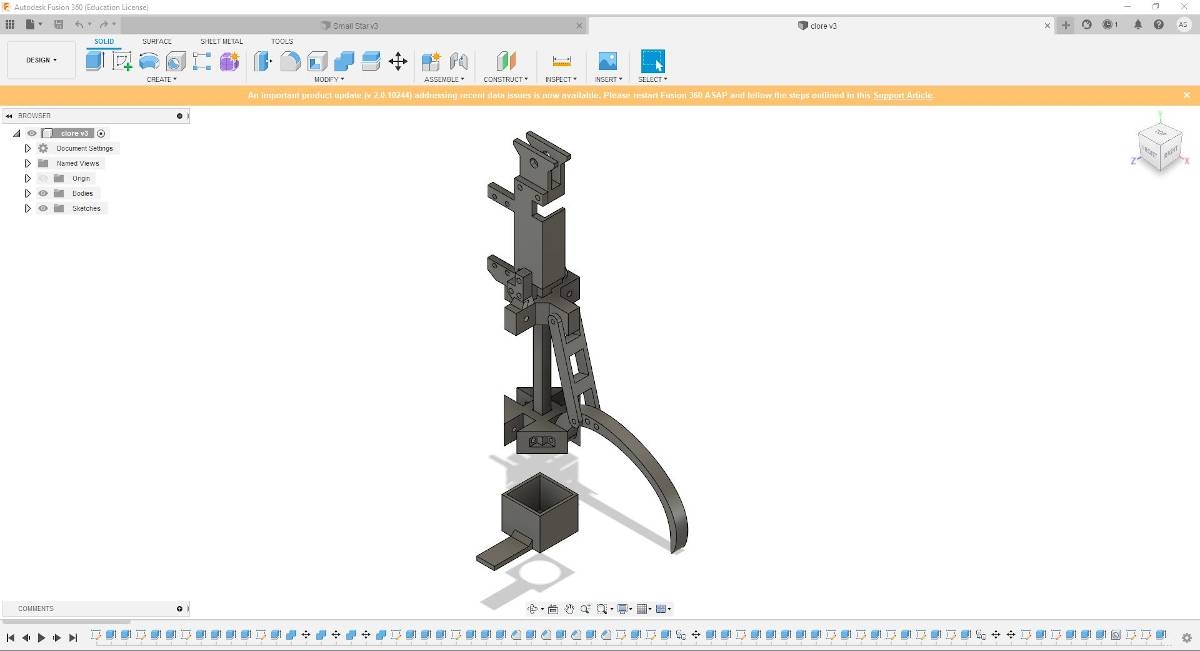 Autodesk Fusion 360 (Education License)
Small Star v3
clore v3
1
AS
DESIGN
SOLID
SURFACE
SHEET METAL
TOOLS
CREATE
MODIFY
ASSEMBLE
CONSTRUCT
INSPECT
INSERT
SELECT
An important product update (v 2.0.10244) addressing recent data issues is now available. Please restart Fusion 360 ASAP and follow the steps outlined in this Support Article.
BROWSER
clore v3
Document Settings
Named Views
Origin
Bodies
Sketches
TOP
FRONT
RIGHT
Y
Z
X
COMMENTS